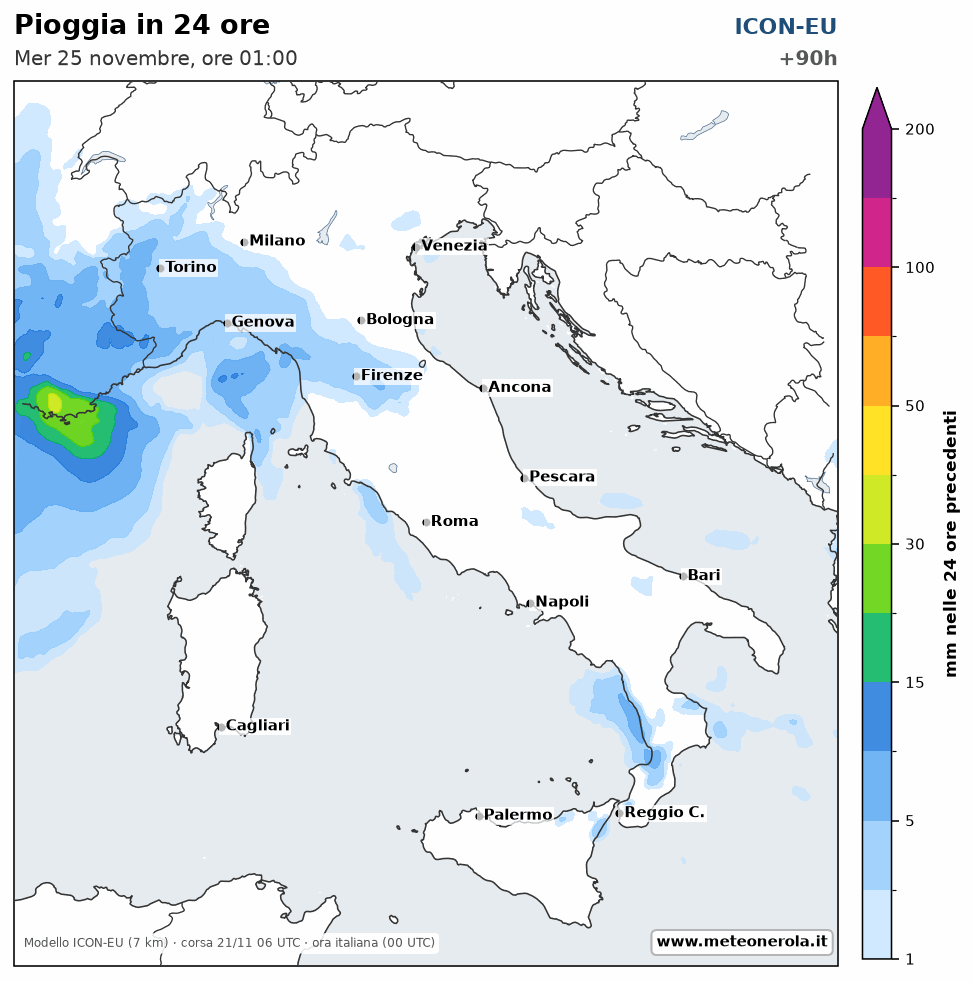 Pioggia in 24 ore
ICON-EU
Mer 25 novembre, ore 01:00
+90h
200
100
50
30
15
5
1
mm nelle 24 ore precedenti
Milano
Venezia
Torino
Genova
Bologna
Firenze
Ancona
Pescara
Roma
Bari
Napoli
Cagliari
Palermo
Reggio C.
Modello ICON-EU (7 km) · corsa 21/11 06 UTC · ora italiana (00 UTC)
www.meteonerola.it